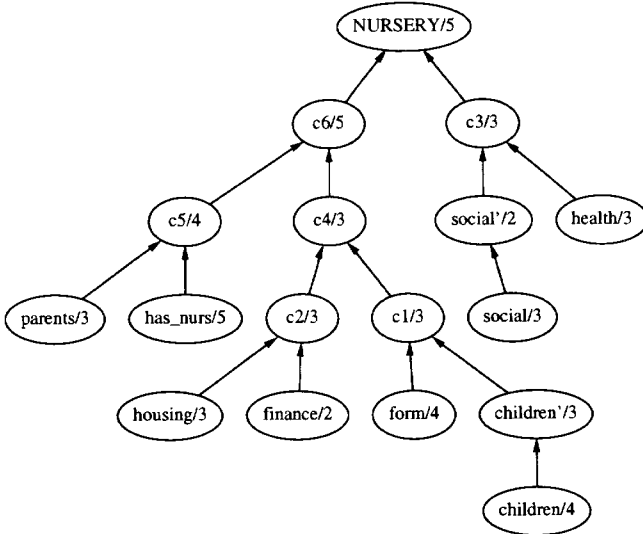 NURSERY/5
c6/5
c3/3
c5/4
c4/3
social'/2
health/3
parents/3
has_nurs/5
c2/3
c1/3
social/3
housing/3
finance/2
form/4
children'/3
children/4